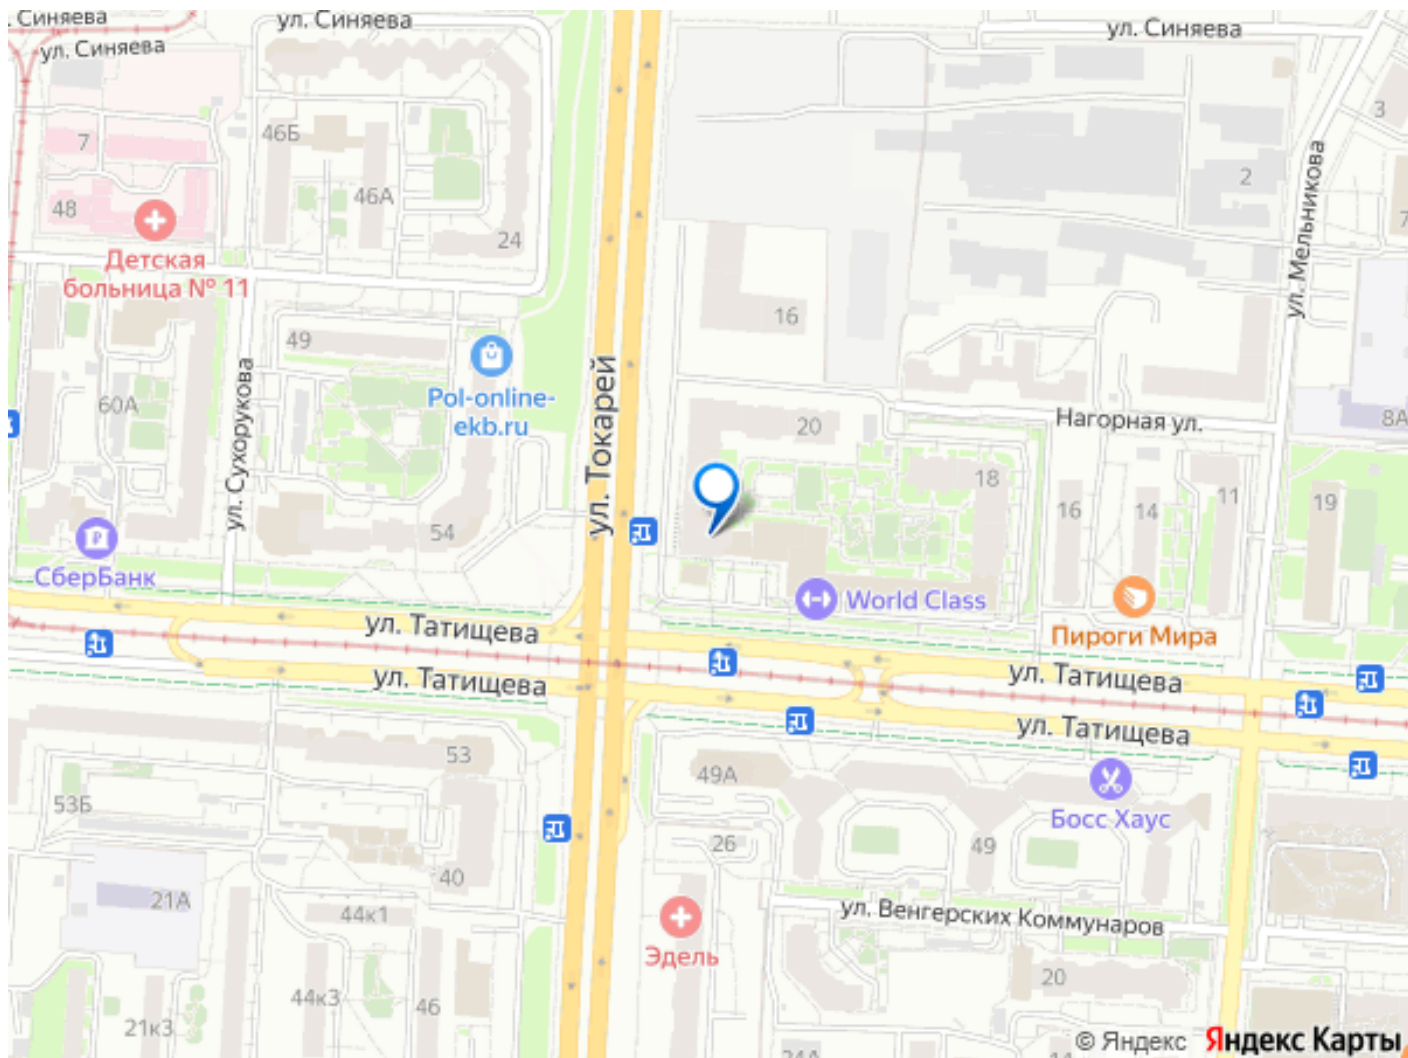 ул. Синяева
ул. Синяева
ул. Синяева
ул. Синяева
3
46Б
7
ул. Мельникова
2
46А
48
7
24
Детская
больница № 11
16
49
ул. Токарей
ул. Сухорукова
Pol-online-
ekb.ru
60А
20
Нагорная ул.
8А
18
11
16
14
19
54
СберБанк
World Class
ул. Татищева
Пироги Мира
ул. Татищева
ул. Татищева
ул. Татищева
53
49А
53Б
Босс Хаус
26
49
40
21А
44к1
ул. Венгерских Коммунаров
Эдель
20
44к3
46
21к3
24А
© Яндекс Яндекс Карты